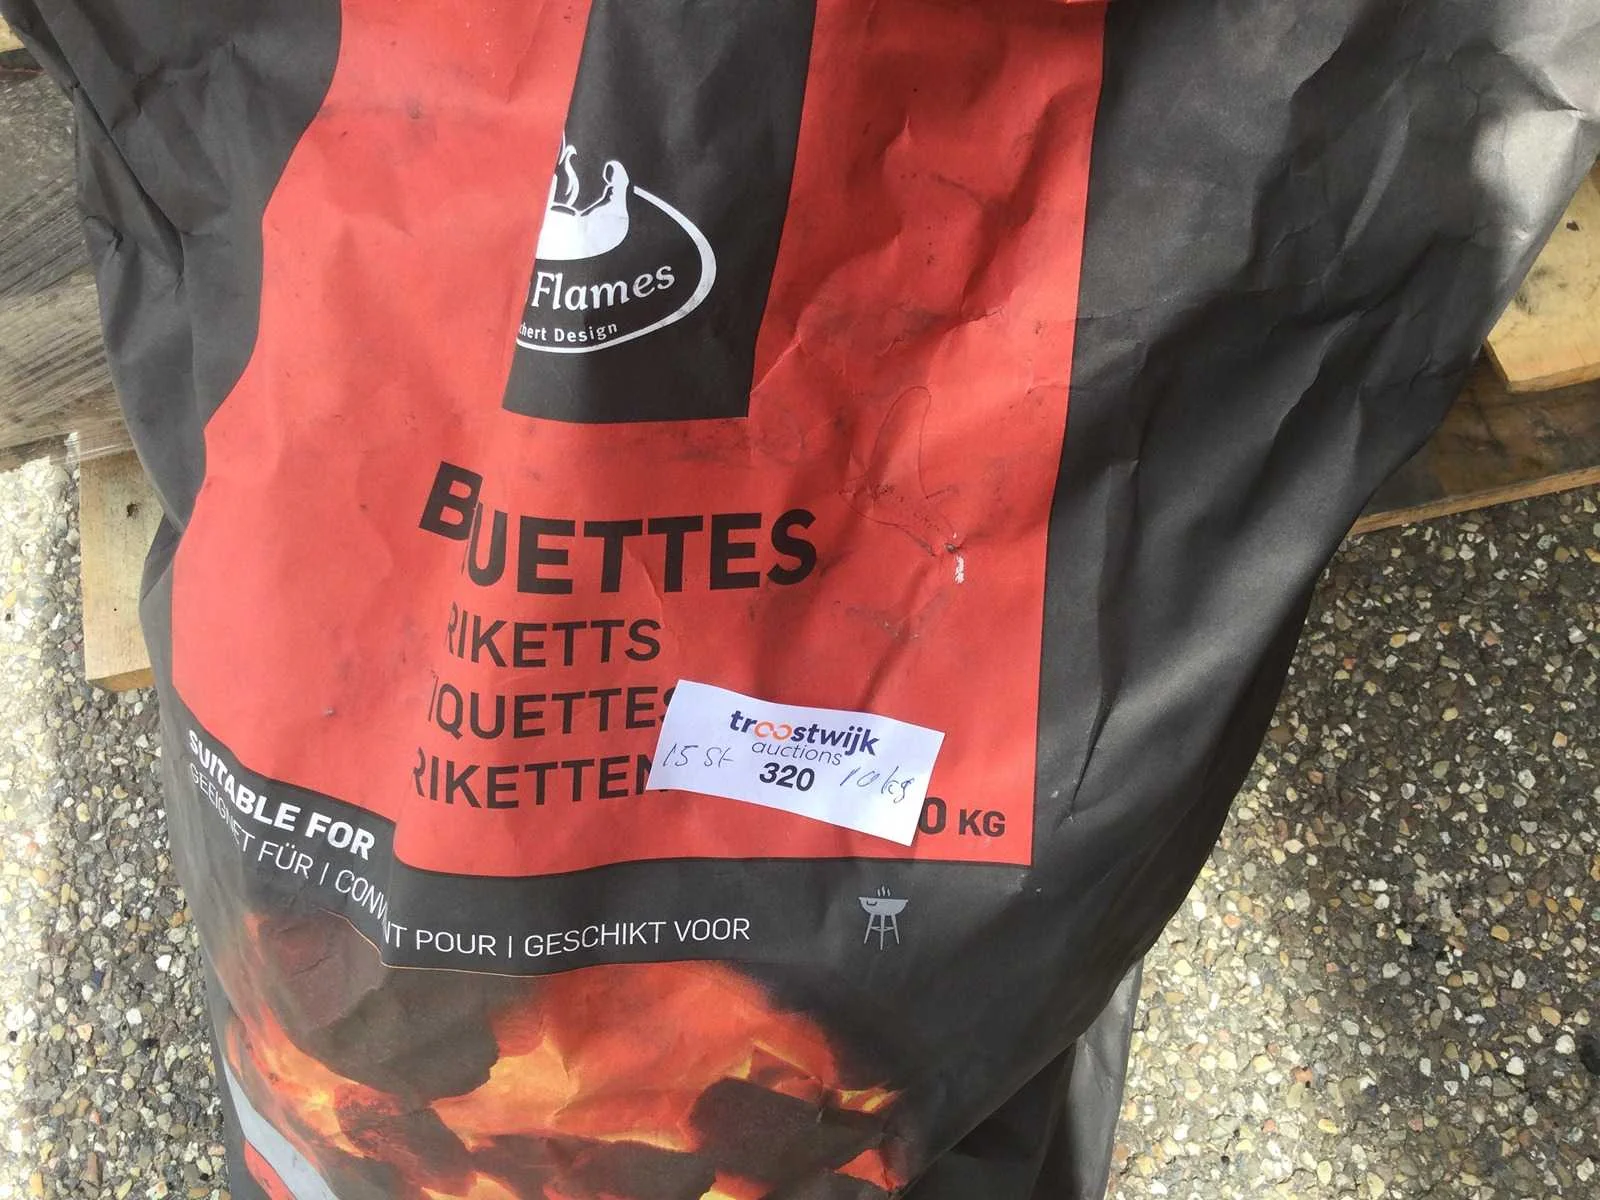 Flames
chert Design
BUETTES
RIKETTS
IQUETTES
RIKETTEN
troostwijk
auctions
15 St 320 10 kg
0 KG
SUITABLE FOR
GEEIGNET FÜR | CONV NT POUR | GESCHIKT VOOR